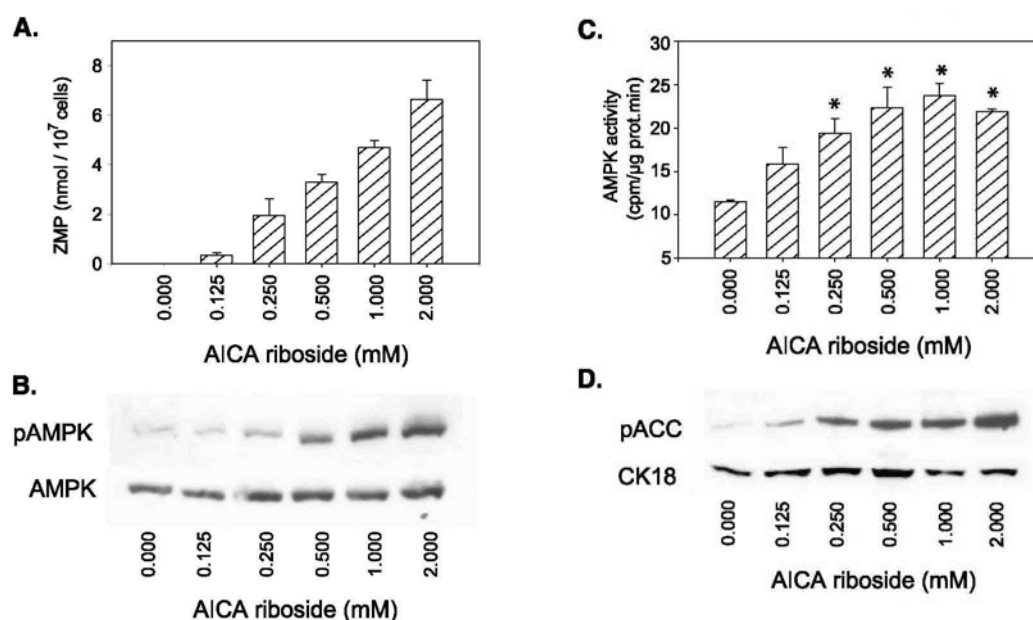 A.
8
6
4
2
0
ZMP (nmol / 10⁷ cells)
0.000
0.125
0.250
0.500
1.000
2.000
AICA riboside (mM)
B.
pAMPK
AMPK
0.000
0.125
0.250
0.500
1.000
2.000
AICA riboside (mM)
C.
30
25
20
15
10
5
AMPK activity
(cpm/µg prot.min)
*
*
*
*
0.000
0.125
0.250
0.500
1.000
2.000
AICA riboside (mM)
D.
pACC
CK18
0.000
0.125
0.250
0.500
1.000
2.000
AICA riboside (mM)